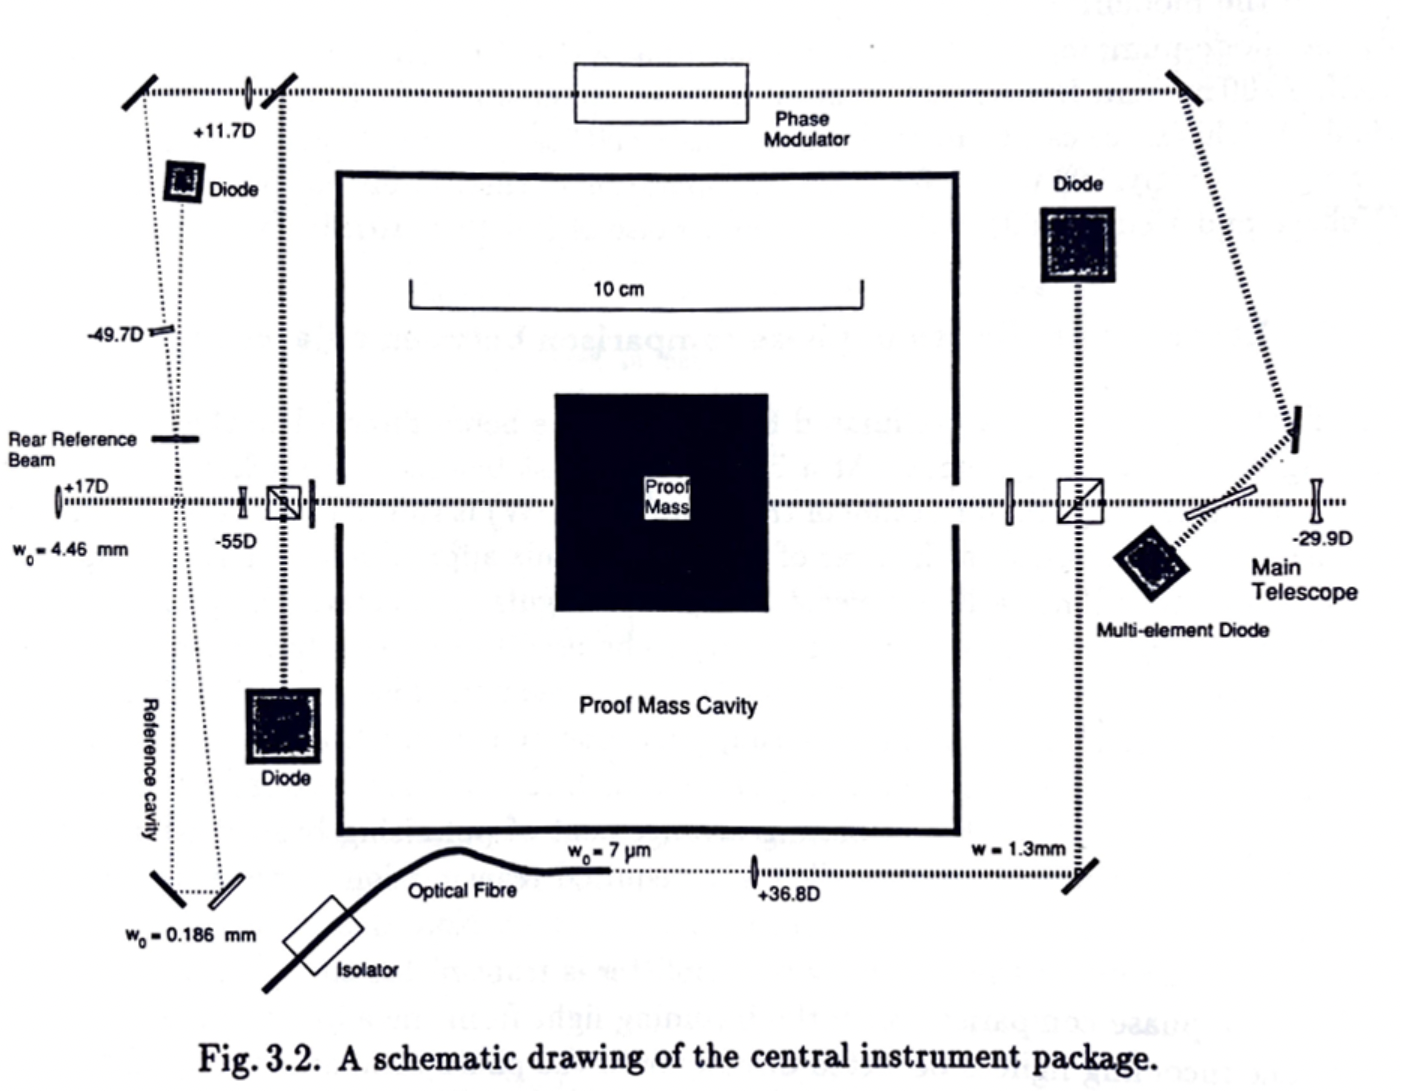 +11.7D
Phase
Modulator
Diode
Diode
10 cm
-49.7D
Rear Reference
Beam
+17D
Proof
Mass
w₀ = 4.46 mm
-55D
-29.9D
Main
Telescope
Multi-element Diode
Proof Mass Cavity
Reference cavity
Diode
w₀ = 7 µm
w = 1.3mm
Optical Fibre
+36.8D
w₀ = 0.186 mm
Isolator
Fig. 3.2. A schematic drawing of the central instrument package.